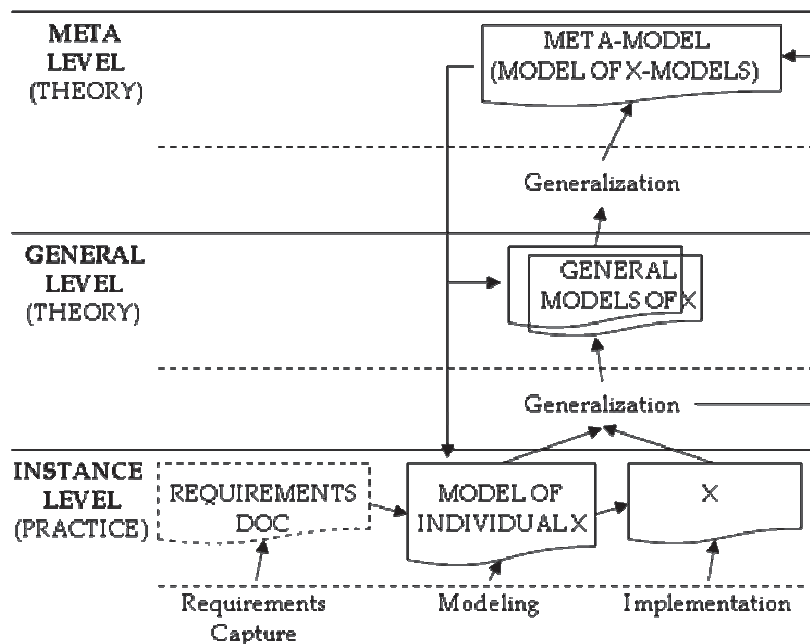 META
LEVEL
(THEORY)
META-MODEL
(MODEL OF X-MODELS)
Generalization
GENERAL
LEVEL
(THEORY)
GENERAL
MODELS OF X
Generalization
INSTANCE
LEVEL
(PRACTICE)
REQUIREMENTS
DOC
MODEL OF
INDIVIDUAL X
X
Requirements
Capture
Modeling
Implementation